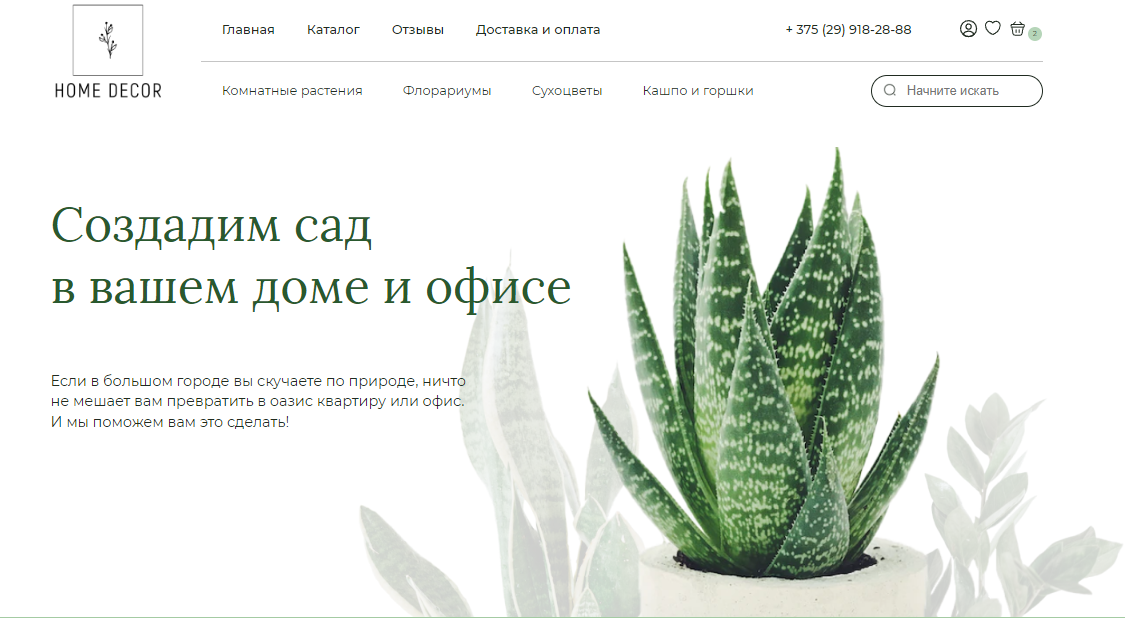 HOME DECOR
Главная Каталог Отзывы Доставка и оплата + 375 (29) 918-28-88 2
Комнатные растения Флорариумы Сухоцветы Кашпо и горшки Начните искать
Создадим сад
в вашем доме и офисе
Если в большом городе вы скучаете по природе, ничто
не мешает вам превратить в оазис квартиру или офис.
И мы поможем вам это сделать!